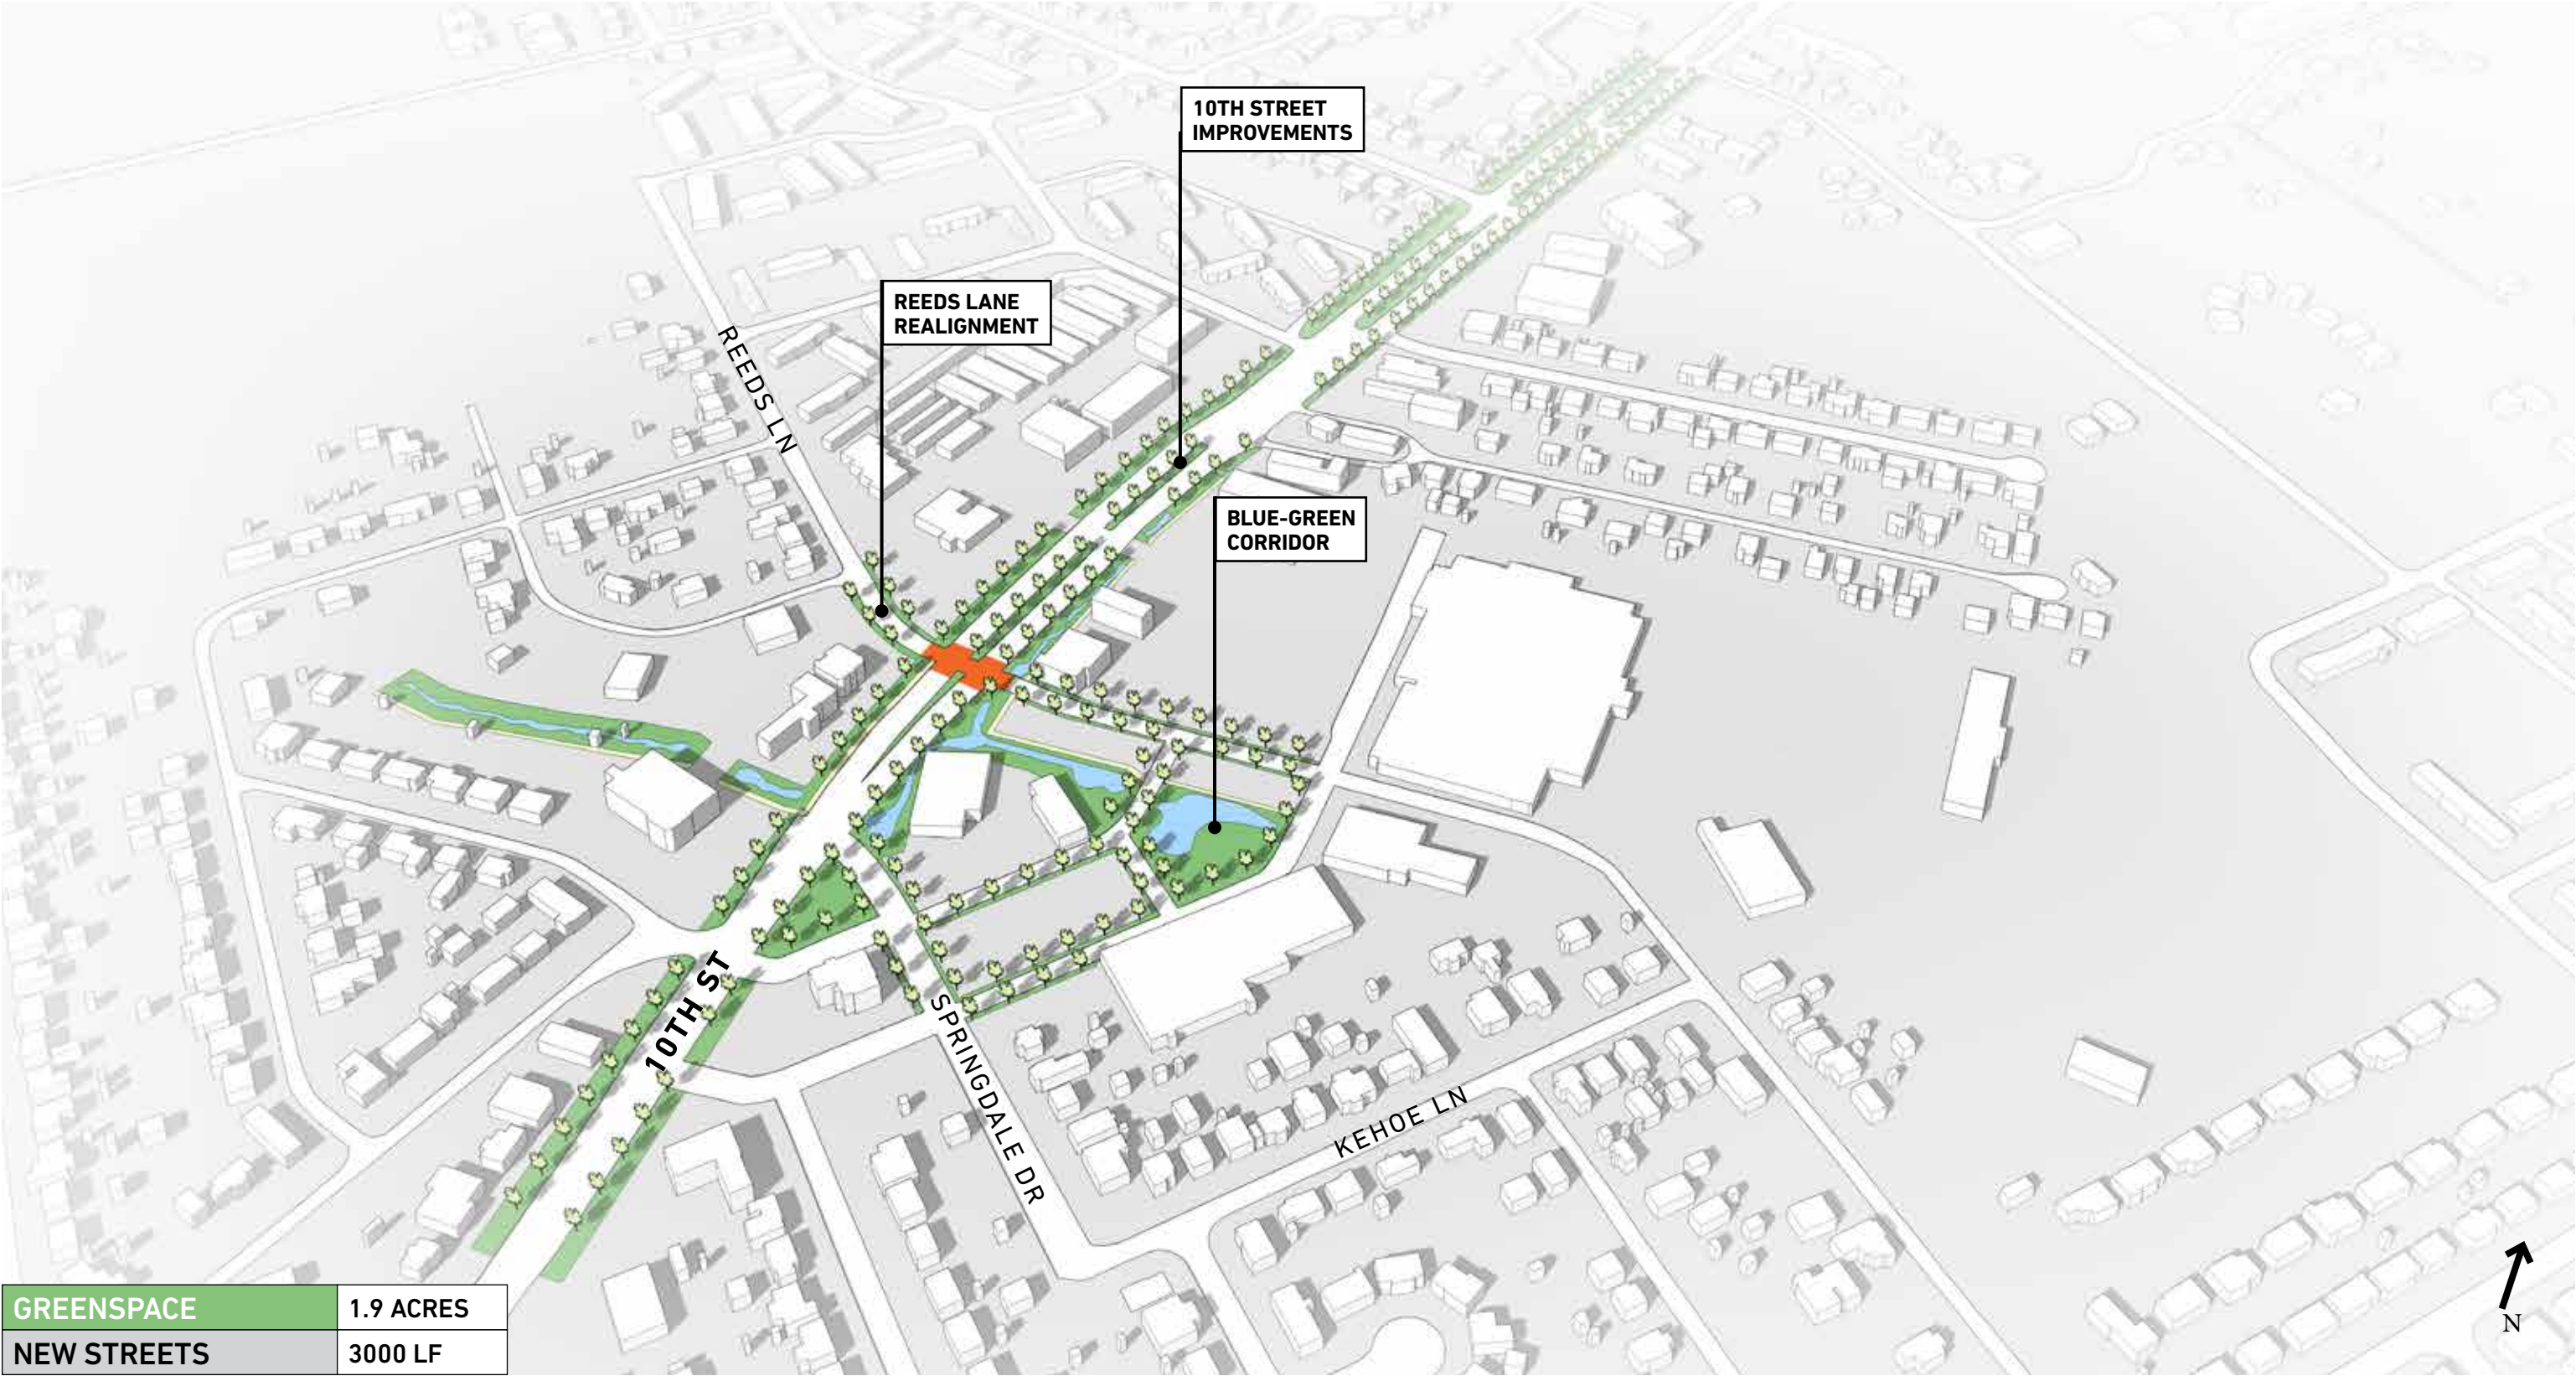 10TH STREET
IMPROVEMENTS
REEDS LANE
REALIGNMENT
REEDS LN
BLUE-GREEN
CORRIDOR
10TH ST
SPRINGDALE DR
KEHOE LN
GREENSPACE
1.9 ACRES
NEW STREETS
3000 LF
N